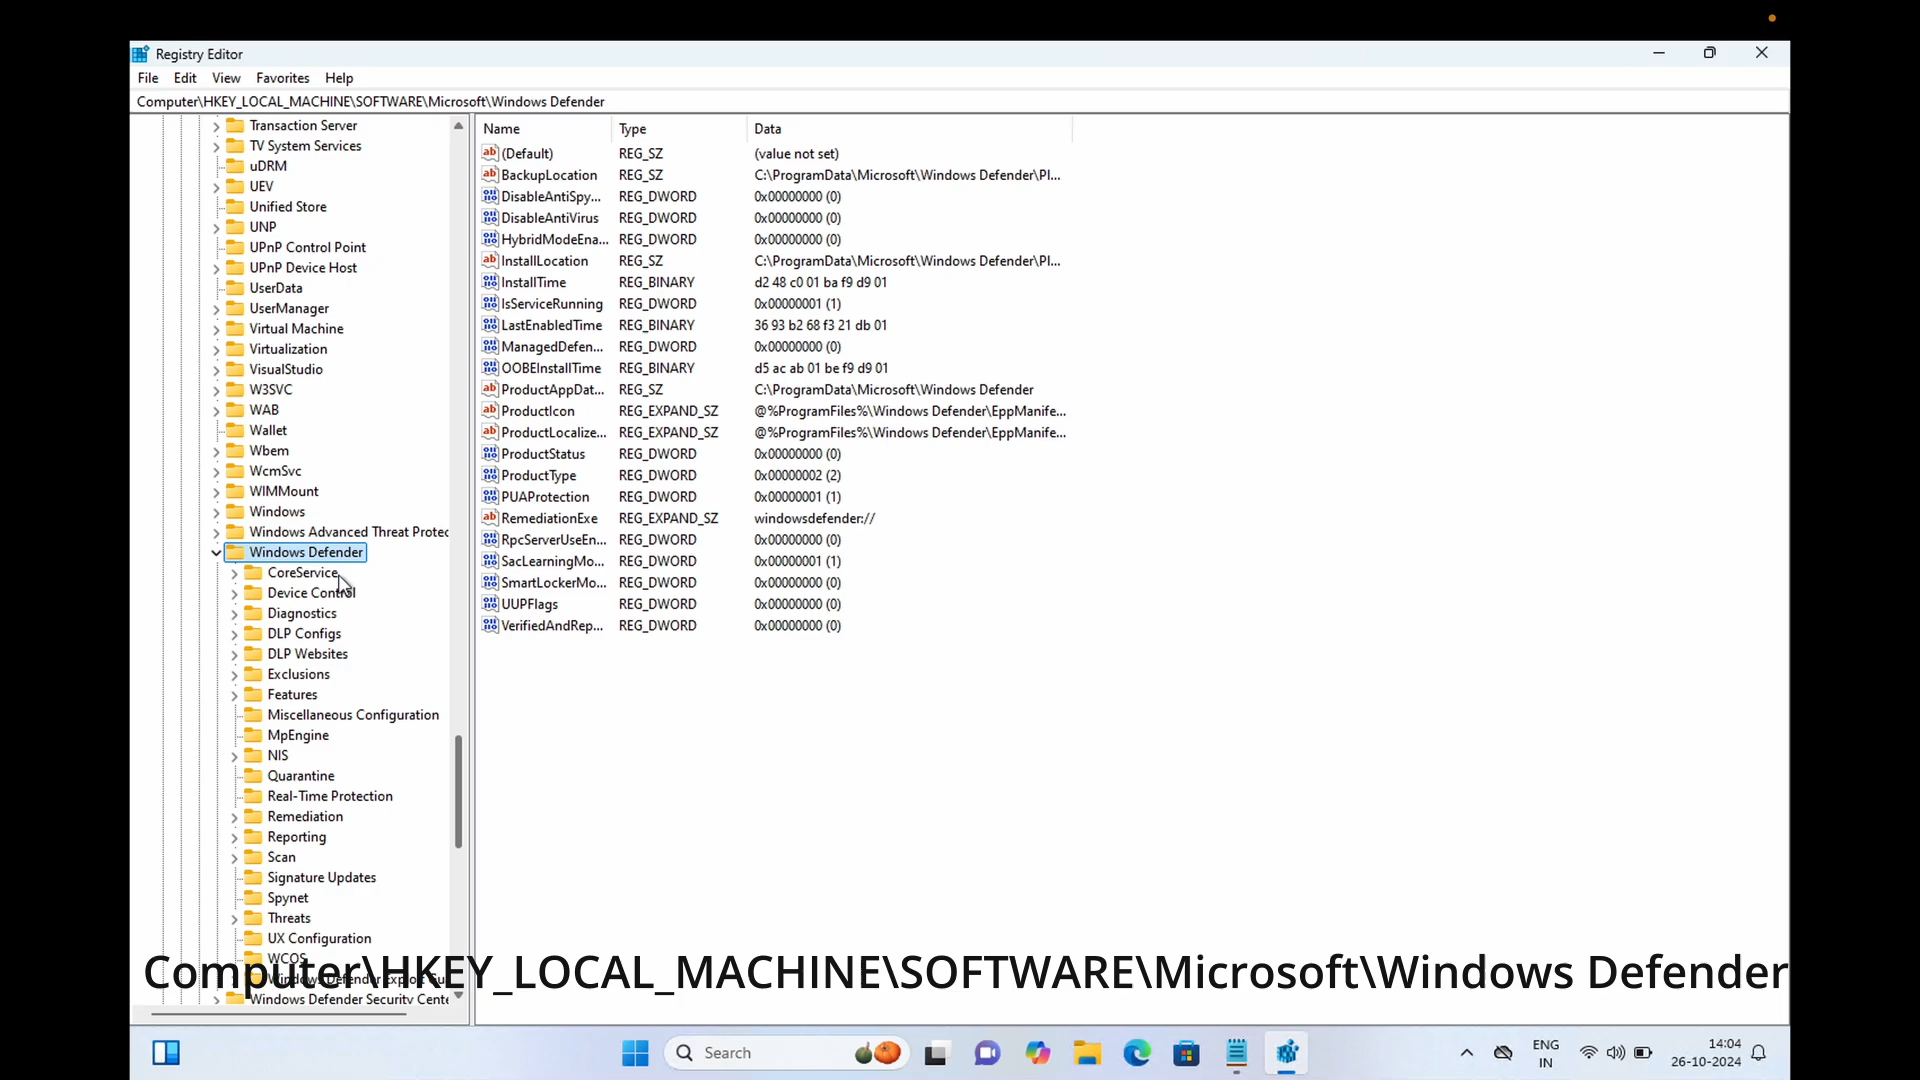 Registry Editor
File Edit View Favorites Help
Computer\HKEY_LOCAL_MACHINE\SOFTWARE\Microsoft\Windows Defender
Transaction Server
TV System Services
uDRM
UEV
Unified Store
UNP
UPnP Control Point
UPnP Device Host
UserData
UserManager
Virtual Machine
Virtualization
VisualStudio
W3SVC
WAB
Wallet
Wbem
WcmSvc
WIMMount
Windows
Windows Advanced Threat Protec
Windows Defender
CoreService
Device Control
Diagnostics
DLP Configs
DLP Websites
Exclusions
Features
Miscellaneous Configuration
MpEngine
NIS
Quarantine
Real-Time Protection
Remediation
Reporting
Scan
Signature Updates
Spynet
Threats
UX Configuration
WCOS
Windows Defender Exploit Gu
Windows Defender Security Cente
Name Type Data
(Default) REG_SZ (value not set)
BackupLocation REG_SZ C:\ProgramData\Microsoft\Windows Defender\Pl...
DisableAntiSpy... REG_DWORD 0x00000000 (0)
DisableAntiVirus REG_DWORD 0x00000000 (0)
HybridModeEna... REG_DWORD 0x00000000 (0)
InstallLocation REG_SZ C:\ProgramData\Microsoft\Windows Defender\Pl...
InstallTime REG_BINARY d2 48 c0 01 ba f9 d9 01
IsServiceRunning REG_DWORD 0x00000001 (1)
LastEnabledTime REG_BINARY 36 93 b2 68 f3 21 db 01
ManagedDefen... REG_DWORD 0x00000000 (0)
OOBEInstallTime REG_BINARY d5 ac ab 01 be f9 d9 01
ProductAppDat... REG_SZ C:\ProgramData\Microsoft\Windows Defender
ProductIcon REG_EXPAND_SZ @%ProgramFiles%\Windows Defender\EppManife...
ProductLocalize... REG_EXPAND_SZ @%ProgramFiles%\Windows Defender\EppManife...
ProductStatus REG_DWORD 0x00000000 (0)
ProductType REG_DWORD 0x00000002 (2)
PUAProtection REG_DWORD 0x00000001 (1)
RemediationExe REG_EXPAND_SZ windowsdefender://
RpcServerUseEn... REG_DWORD 0x00000000 (0)
SacLearningMo... REG_DWORD 0x00000001 (1)
SmartLockerMo... REG_DWORD 0x00000000 (0)
UUPFlags REG_DWORD 0x00000000 (0)
VerifiedAndRep... REG_DWORD 0x00000000 (0)
Computer\HKEY_LOCAL_MACHINE\SOFTWARE\Microsoft\Windows Defender
Search
ENG
IN
14:04
26-10-2024